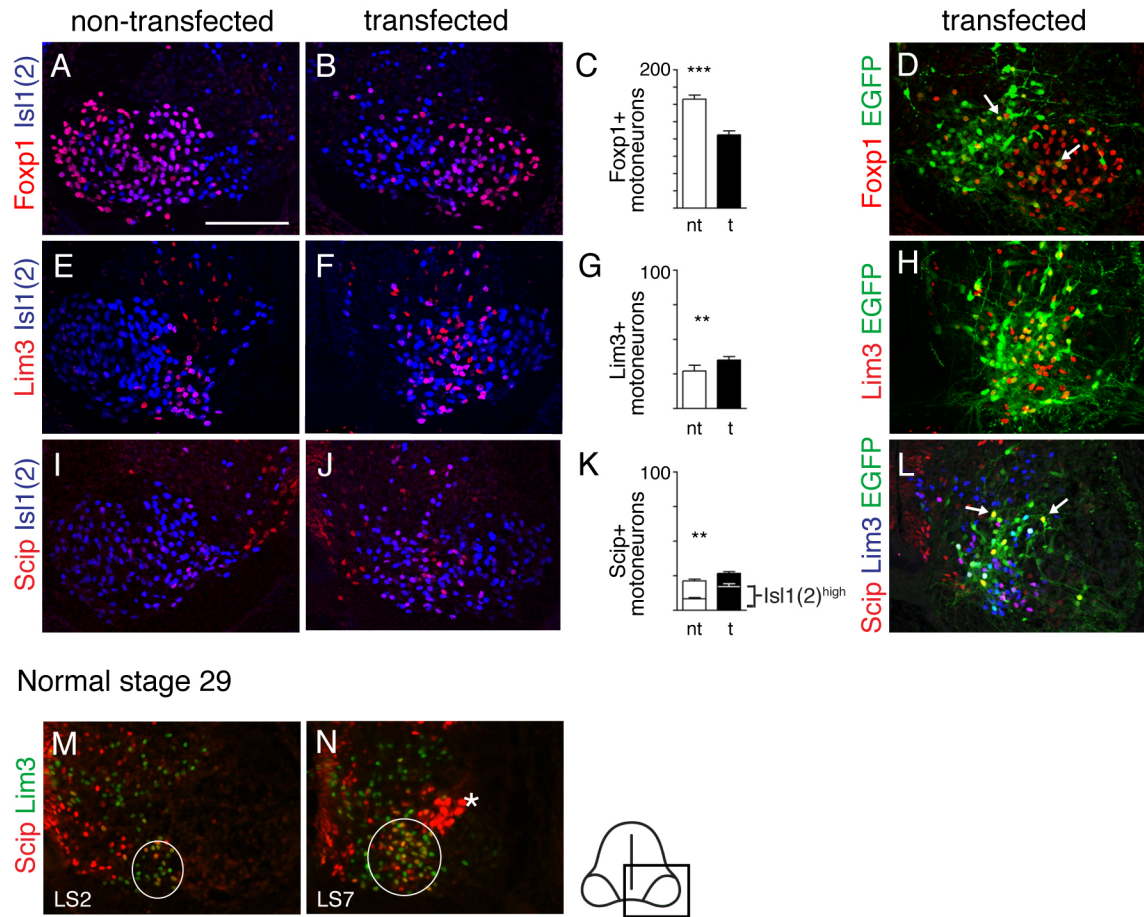 non-transfected
transfected
transfected
A
B
C
D
Foxp1 Isl1(2)
Foxp1+
motoneurons
200
***
nt
t
Foxp1 EGFP
E
F
G
H
Lim3 Isl1(2)
Lim3+
motoneurons
100
**
nt
t
Lim3 EGFP
I
J
K
L
Scip Isl1(2)
Scip+
motoneurons
100
**
Isl1(2)high
nt
t
Scip Lim3 EGFP
Normal stage 29
M
N
Scip Lim3
*
LS2
LS7